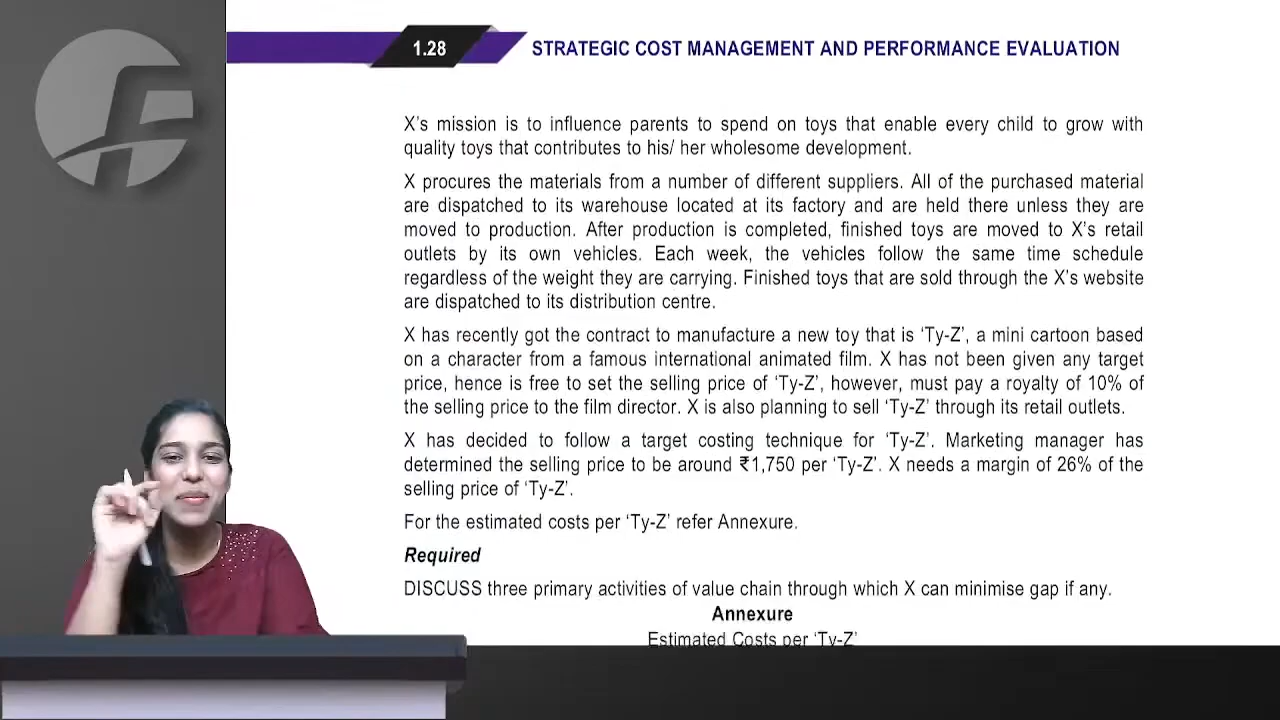 1.28
STRATEGIC COST MANAGEMENT AND PERFORMANCE EVALUATION
X's mission is to influence parents to spend on toys that enable every child to grow with
quality toys that contributes to his/ her wholesome development.
X procures the materials from a number of different suppliers. All of the purchased material
are dispatched to its warehouse located at its factory and are held there unless they are
moved to production. After production is completed, finished toys are moved to X's retail
outlets by its own vehicles. Each week, the vehicles follow the same time schedule
regardless of the weight they are carrying. Finished toys that are sold through the X's website
are dispatched to its distribution centre.
X has recently got the contract to manufacture a new toy that is 'Ty-Z', a mini cartoon based
on a character from a famous international animated film. X has not been given any target
price, hence is free to set the selling price of 'Ty-Z', however, must pay a royalty of 10% of
the selling price to the film director. X is also planning to sell 'Ty-Z' through its retail outlets.
X has decided to follow a target costing technique for 'Ty-Z'. Marketing manager has
determined the selling price to be around ₹1,750 per 'Ty-Z'. X needs a margin of 26% of the
selling price of 'Ty-Z'.
For the estimated costs per 'Ty-Z' refer Annexure.
Required
DISCUSS three primary activities of value chain through which X can minimise gap if any.
Annexure
Estimated Costs per 'Ty-Z'